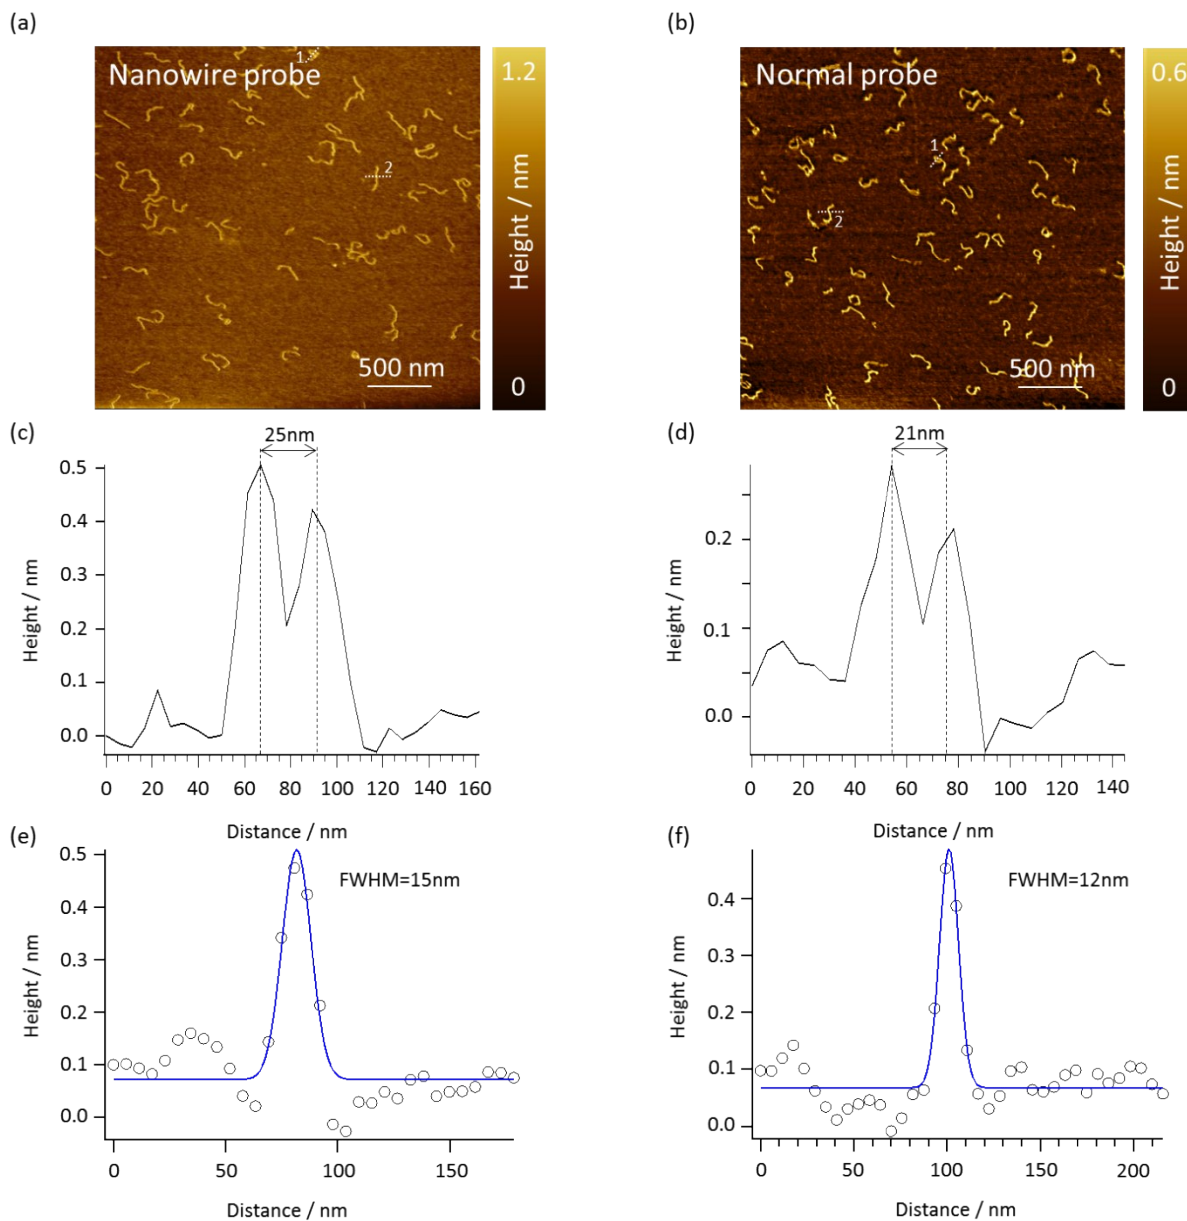 (a)
(b)
Nanowire probe
1
2
500 nm
1.2
Height / nm
0
Normal probe
1
2
500 nm
0.6
Height / nm
0
(c)
25nm
(d)
21nm
0.5
0.4
0.3
0.2
0.1
0.0
Height / nm
0 20 40 60 80 100 120 140 160
Distance / nm
0.2
0.1
0.0
Height / nm
0 20 40 60 80 100 120 140
Distance / nm
(e)
FWHM=15nm
0.5
0.4
0.3
0.2
0.1
0.0
Height / nm
0 50 100 150
Distance / nm
(f)
FWHM=12nm
0.4
0.3
0.2
0.1
0.0
Height / nm
0 50 100 150 200
Distance / nm